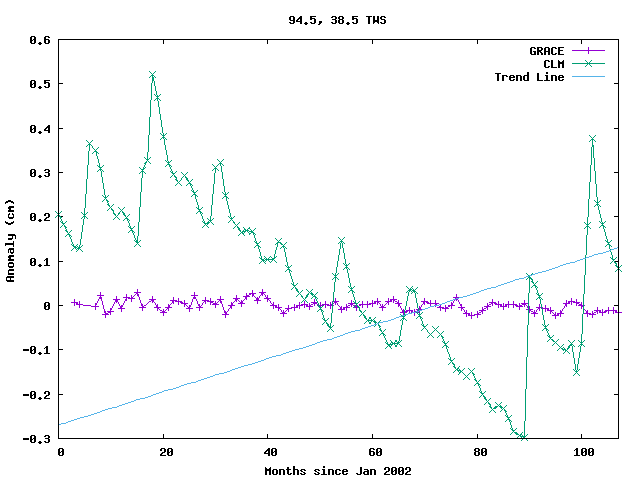 94.5, 38.5 TWS
GRACE
CLM
Trend Line
Anomaly (cm)
0.6
0.5
0.4
0.3
0.2
0.1
0
-0.1
-0.2
-0.3
0 20 40 60 80 100
Months since Jan 2002